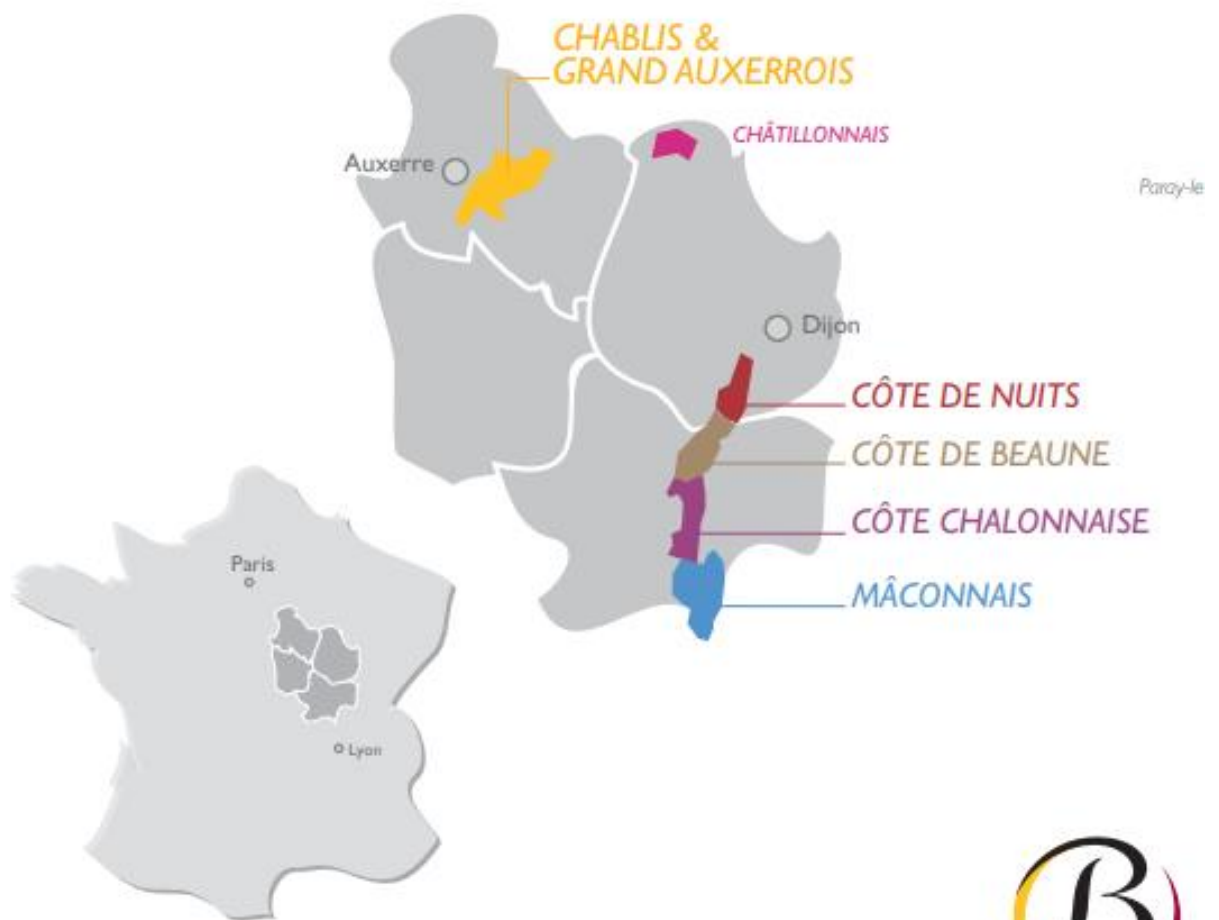 CHABLIS &
GRAND AUXERROIS
CHÂTILLONNAIS
Auxerre
Paray-le
Dijon
CÔTE DE NUITS
CÔTE DE BEAUNE
CÔTE CHALONNAISE
MÂCONNAIS
Paris
Lyon
B